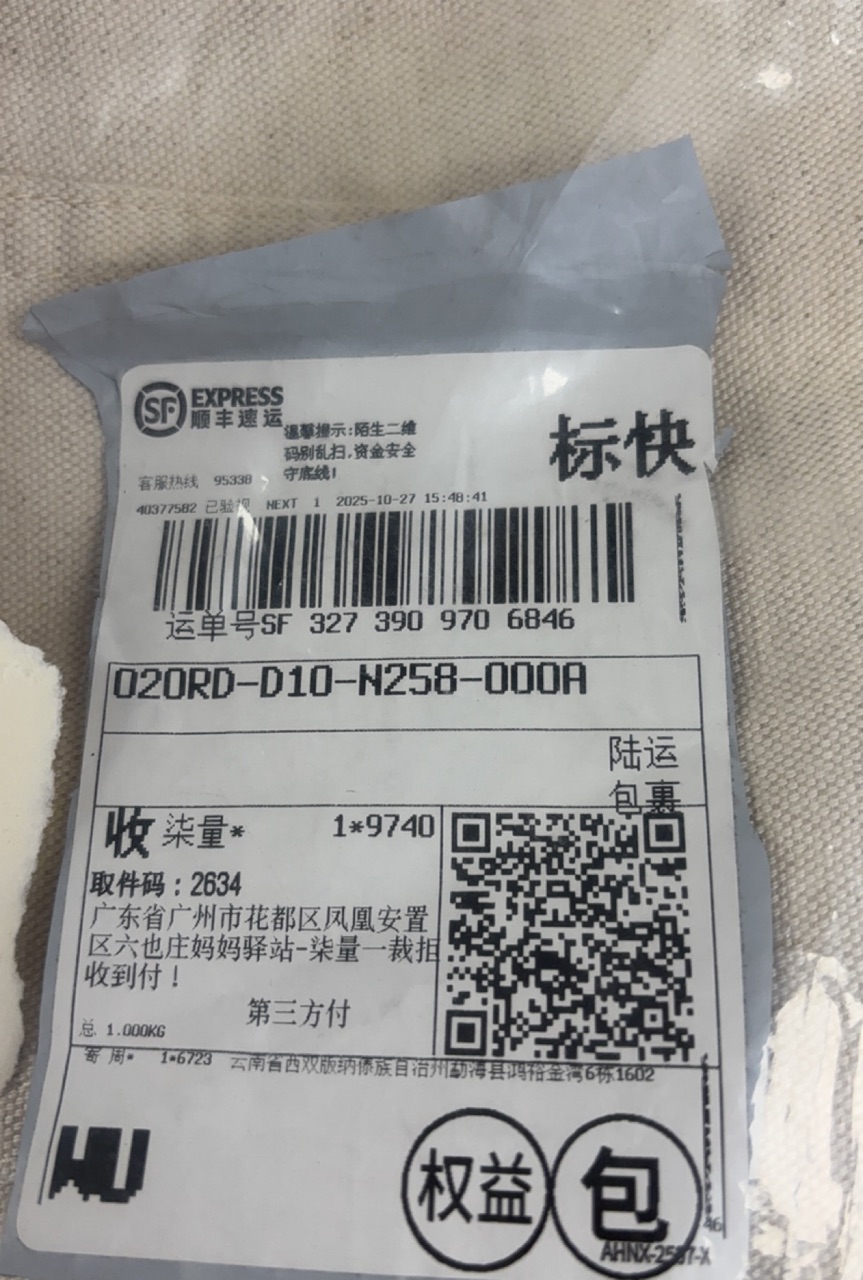 SF EXPRESS
顺丰速运
温馨提示:陌生二维
码别乱扫,资金安全
守底线!
标快
客服热线 95338
40377582 已验视 NEXT 1 2025-10-27 15:48:41
运单号SF 327 390 970 6846
020RD-D10-N258-000A
陆运
包裹
收 柒量* 1*9740
取件码：2634
广东省广州市花都区凤凰安置
区六也庄妈妈驿站-柒量一裁拒
收到付！
第三方付
总 1.000KG
寄 周* 1*6723 云南省西双版纳傣族自治州勐海县鸿裕金湾6栋1602
WU
权益
包
46
AHNX-2587-X